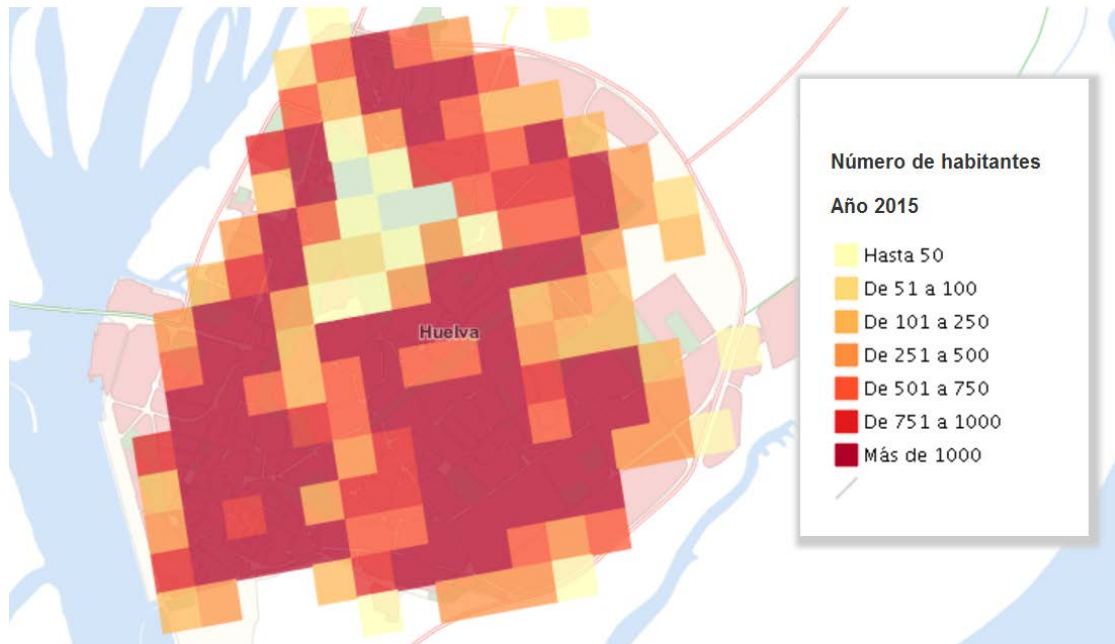 Huelva
Número de habitantes
Año 2015
Hasta 50
De 51 a 100
De 101 a 250
De 251 a 500
De 501 a 750
De 751 a 1000
Más de 1000